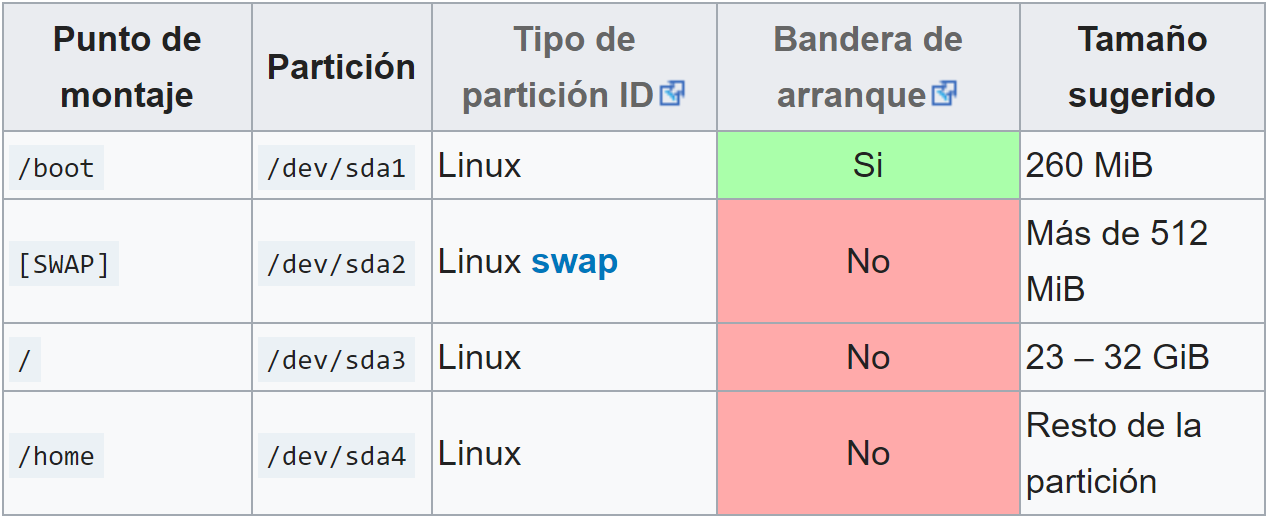 Punto de
montaje
Partición
Tipo de
partición ID
Bandera de
arranque
Tamaño
sugerido
/boot
/dev/sda1
Linux
Si
260 MiB
[SWAP]
/dev/sda2
Linux swap
No
Más de 512
MiB
/
/dev/sda3
Linux
No
23 – 32 GiB
/home
/dev/sda4
Linux
No
Resto de la
partición